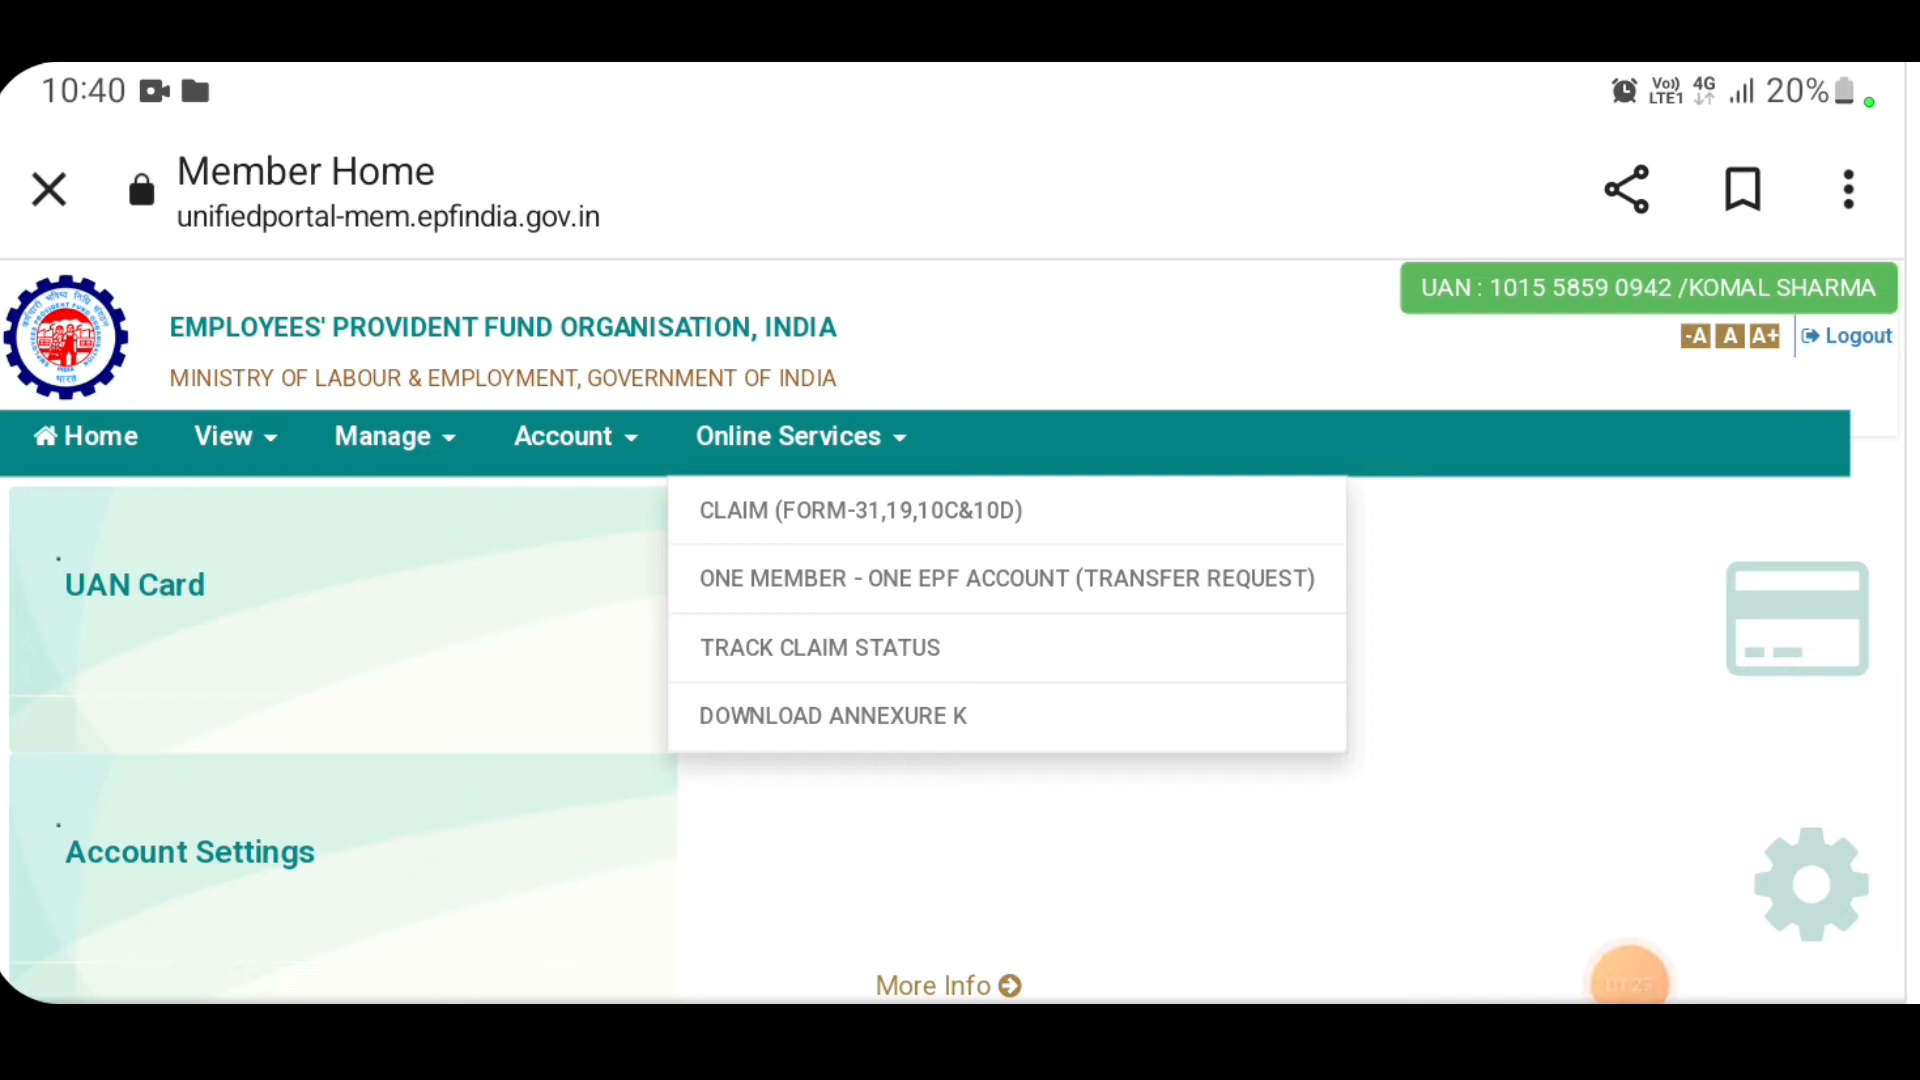 10:40
Vo)) LTE1 4G 20%
Member Home
unifiedportal-mem.epfindia.gov.in
UAN : 1015 5859 0942 /KOMAL SHARMA
EMPLOYEES' PROVIDENT FUND ORGANISATION, INDIA
-A A A+ Logout
MINISTRY OF LABOUR & EMPLOYMENT, GOVERNMENT OF INDIA
Home View Manage Account Online Services
CLAIM (FORM-31,19,10C&10D)
ONE MEMBER - ONE EPF ACCOUNT (TRANSFER REQUEST)
UAN Card
TRACK CLAIM STATUS
DOWNLOAD ANNEXURE K
Account Settings
More Info